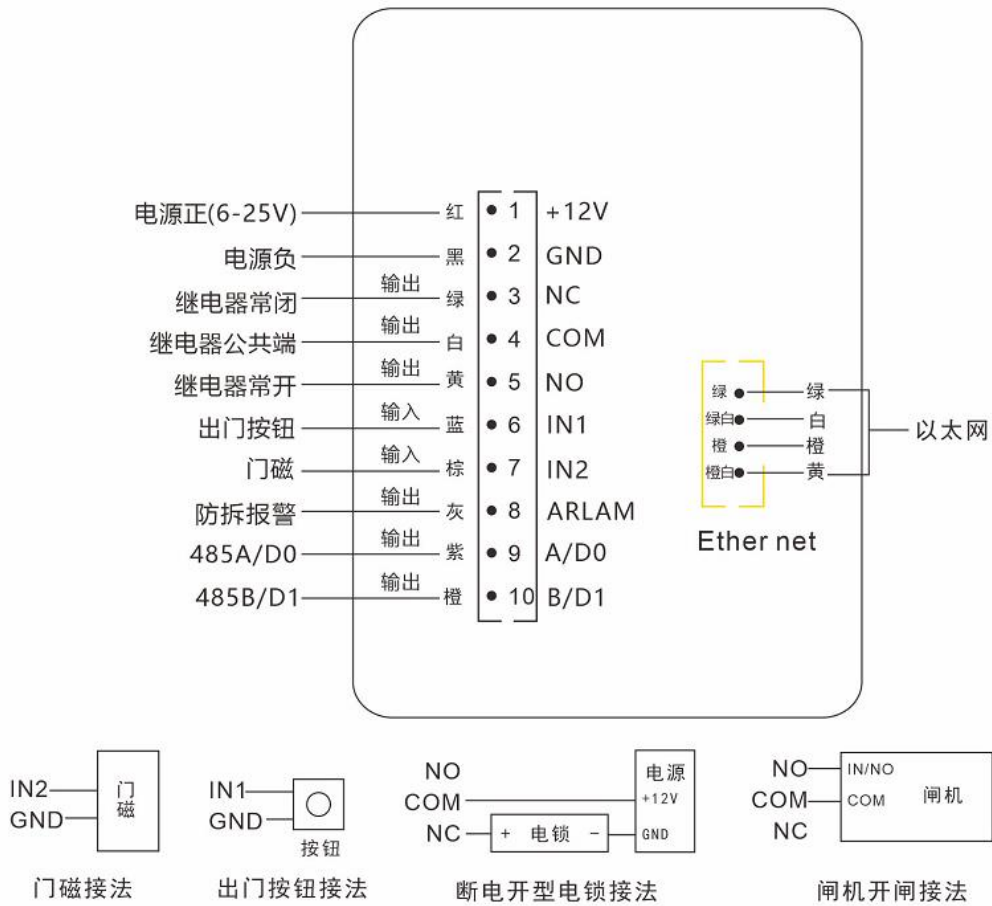 电源正(6-25V) 红 1 +12V
电源负 黑 2 GND
继电器常闭 输出 绿 3 NC
继电器公共端 输出 白 4 COM
继电器常开 输出 黄 5 NO
出门按钮 输入 蓝 6 IN1
门磁 输入 棕 7 IN2
防拆报警 输出 灰 8 ARLAM
485A/D0 输出 紫 9 A/D0
485B/D1 输出 橙 10 B/D1
绿 绿
绿白 白
橙 橙
橙白 黄
以太网
Ether net
IN2
GND
门磁
门磁接法
IN1
GND
按钮
出门按钮接法
NO
COM
NC
+ 电锁 -
电源
+12V
GND
断电开型电锁接法
NO IN/NO
COM COM
NC
闸机
闸机开闸接法